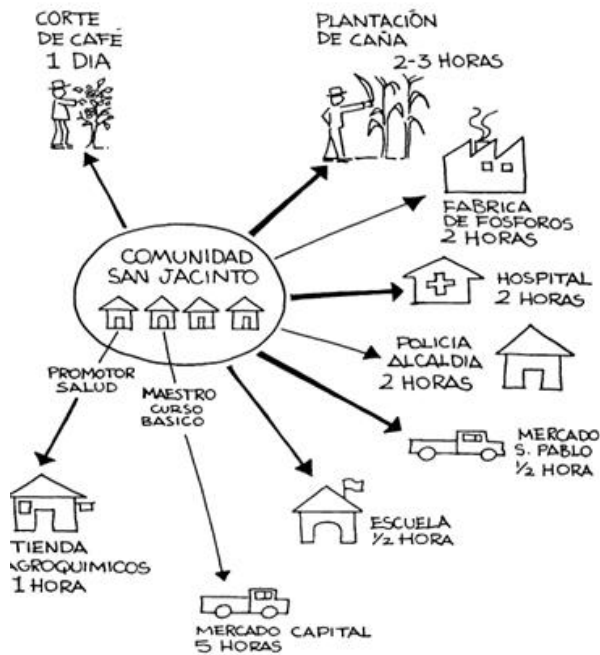 CORTE
DE CAFÉ
1 DIA
PLANTACIÓN
DE CAÑA
2-3 HORAS
FABRICA
DE FOSFOROS
2 HORAS
COMUNIDAD
SAN JACINTO
HOSPITAL
2 HORAS
POLICIA
ALCALDIA
2 HORAS
PROMOTOR
SALUD
MAESTRO
CURSO
BASICO
MERCADO
S. PABLO
½ HORA
ESCUELA
½ HORA
TIENDA
AGROQUIMICOS
1 HORA
MERCADO CAPITAL
5 HORAS